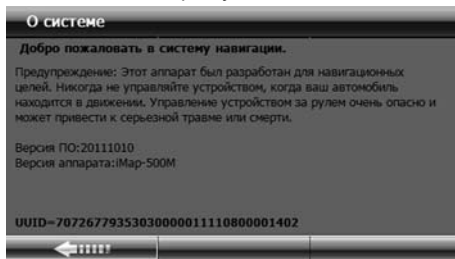 О системе
Добро пожаловать в систему навигации.
Предупреждение: Этот аппарат был разработан для навигационных
целей. Никогда не управляйте устройством, когда ваш автомобиль
находится в движении. Управление устройством за рулем очень опасно и
может привести к серьезной травме или смерти.
Версия ПО:20111010
Версия аппарата:iMap-500M
UUID=7072677935303000001111080000140​2